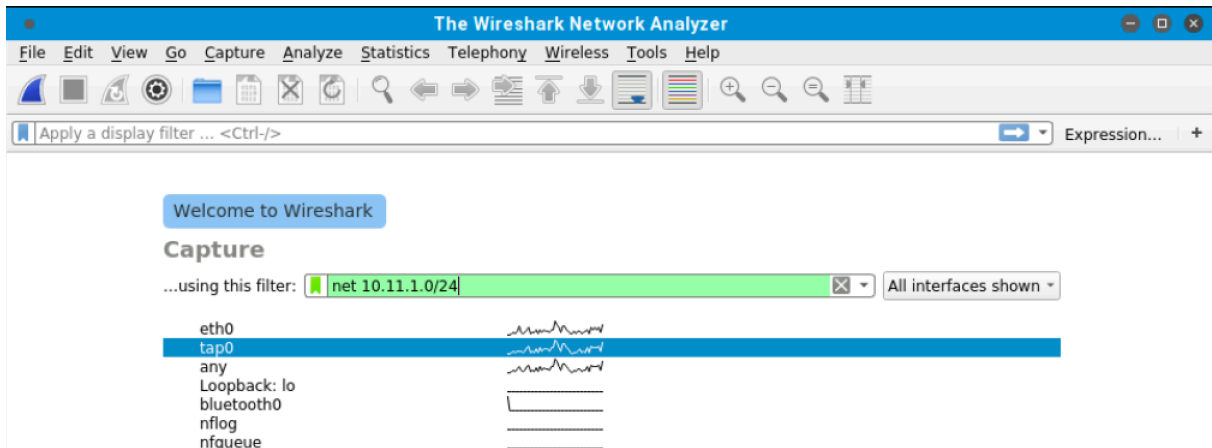 The Wireshark Network Analyzer
File Edit View Go Capture Analyze Statistics Telephony Wireless Tools Help
Apply a display filter ... <Ctrl-/> Expression... +
Welcome to Wireshark
Capture
...using this filter: net 10.11.1.0/24 All interfaces shown
eth0
tap0
any
Loopback: lo
bluetooth0
nflog
nfqueue